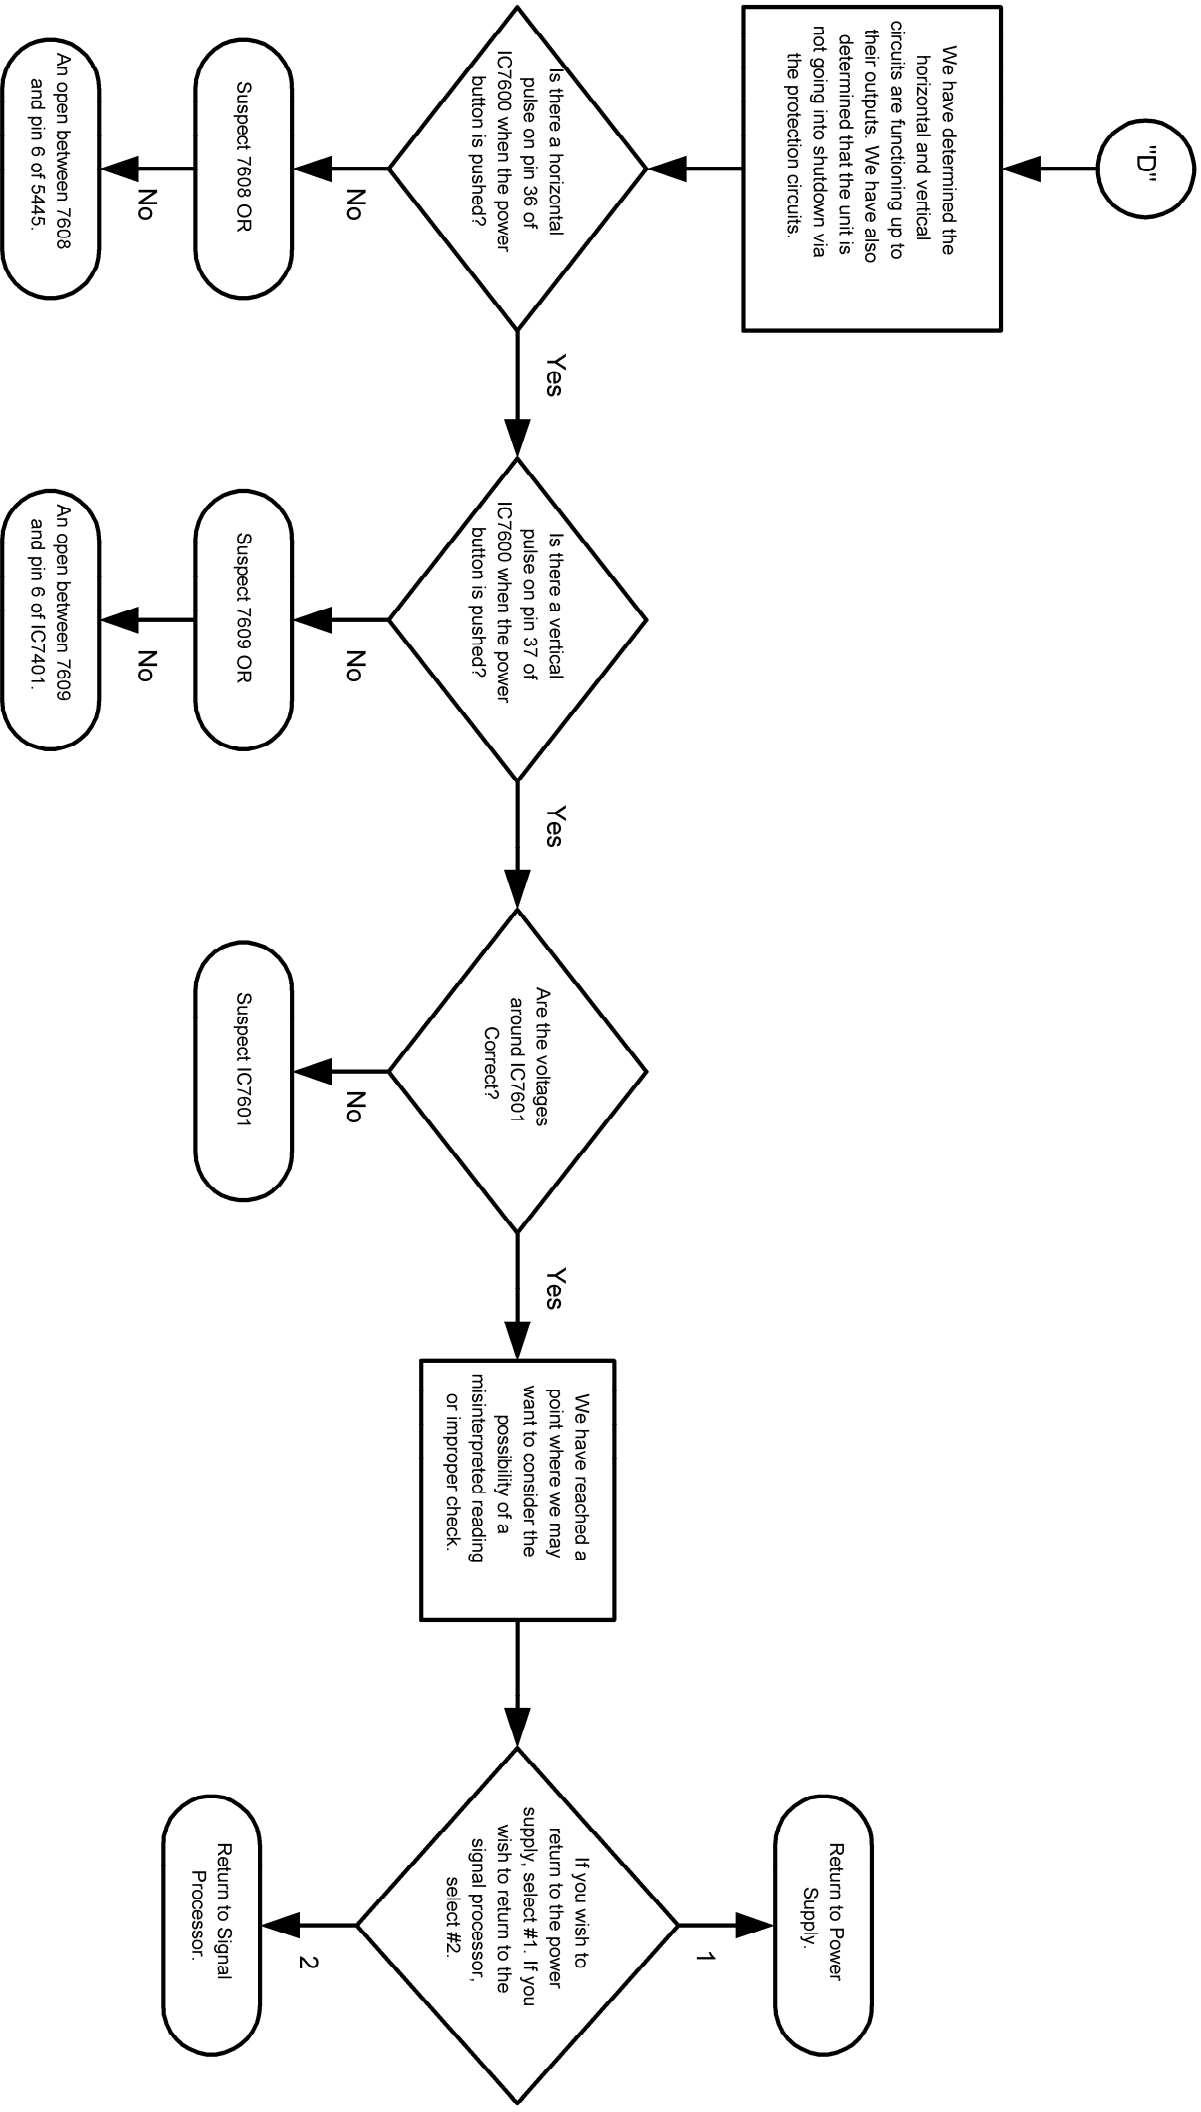 "D"
We have determined the
horizontal and vertical
circuits are functioning up to
their outputs. We have also
determined that the unit is
not going into shutdown via
the protection circuits.
Is there a horizontal
pulse on pin 36 of
IC7600 when the power
button is pushed?
No
Suspect 7608 OR
No
An open between 7608
and pin 6 of 5445.
Yes
Is there a vertical
pulse on pin 37 of
IC7600 when the power
button is pushed?
No
Suspect 7609 OR
No
An open between 7609
and pin 6 of IC7401.
Yes
Are the voltages
around IC7601
Correct?
No
Suspect IC7601
Yes
We have reached a
point where we may
want to consider the
possibility of a
misinterpreted reading
or improper check.
If you wish to
return to the power
supply, select #1. If you
wish to return to the
signal processor,
select #2.
1
Return to Power
Supply.
2
Return to Signal
Processor.